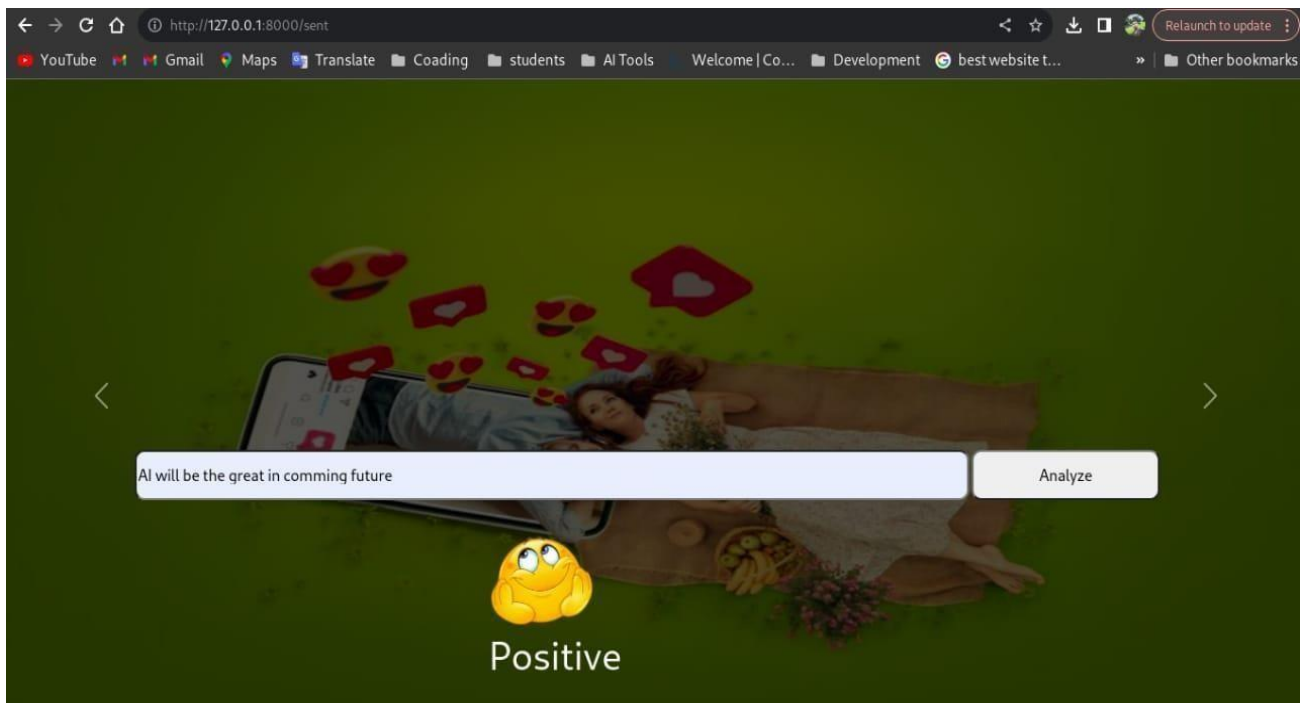 http://127.0.0.1:8000/sent
Relaunch to update
YouTube Gmail Maps Translate Coading students AI Tools Welcome | Co... Development best website t... » Other bookmarks
AI will be the great in comming future Analyze
Positive